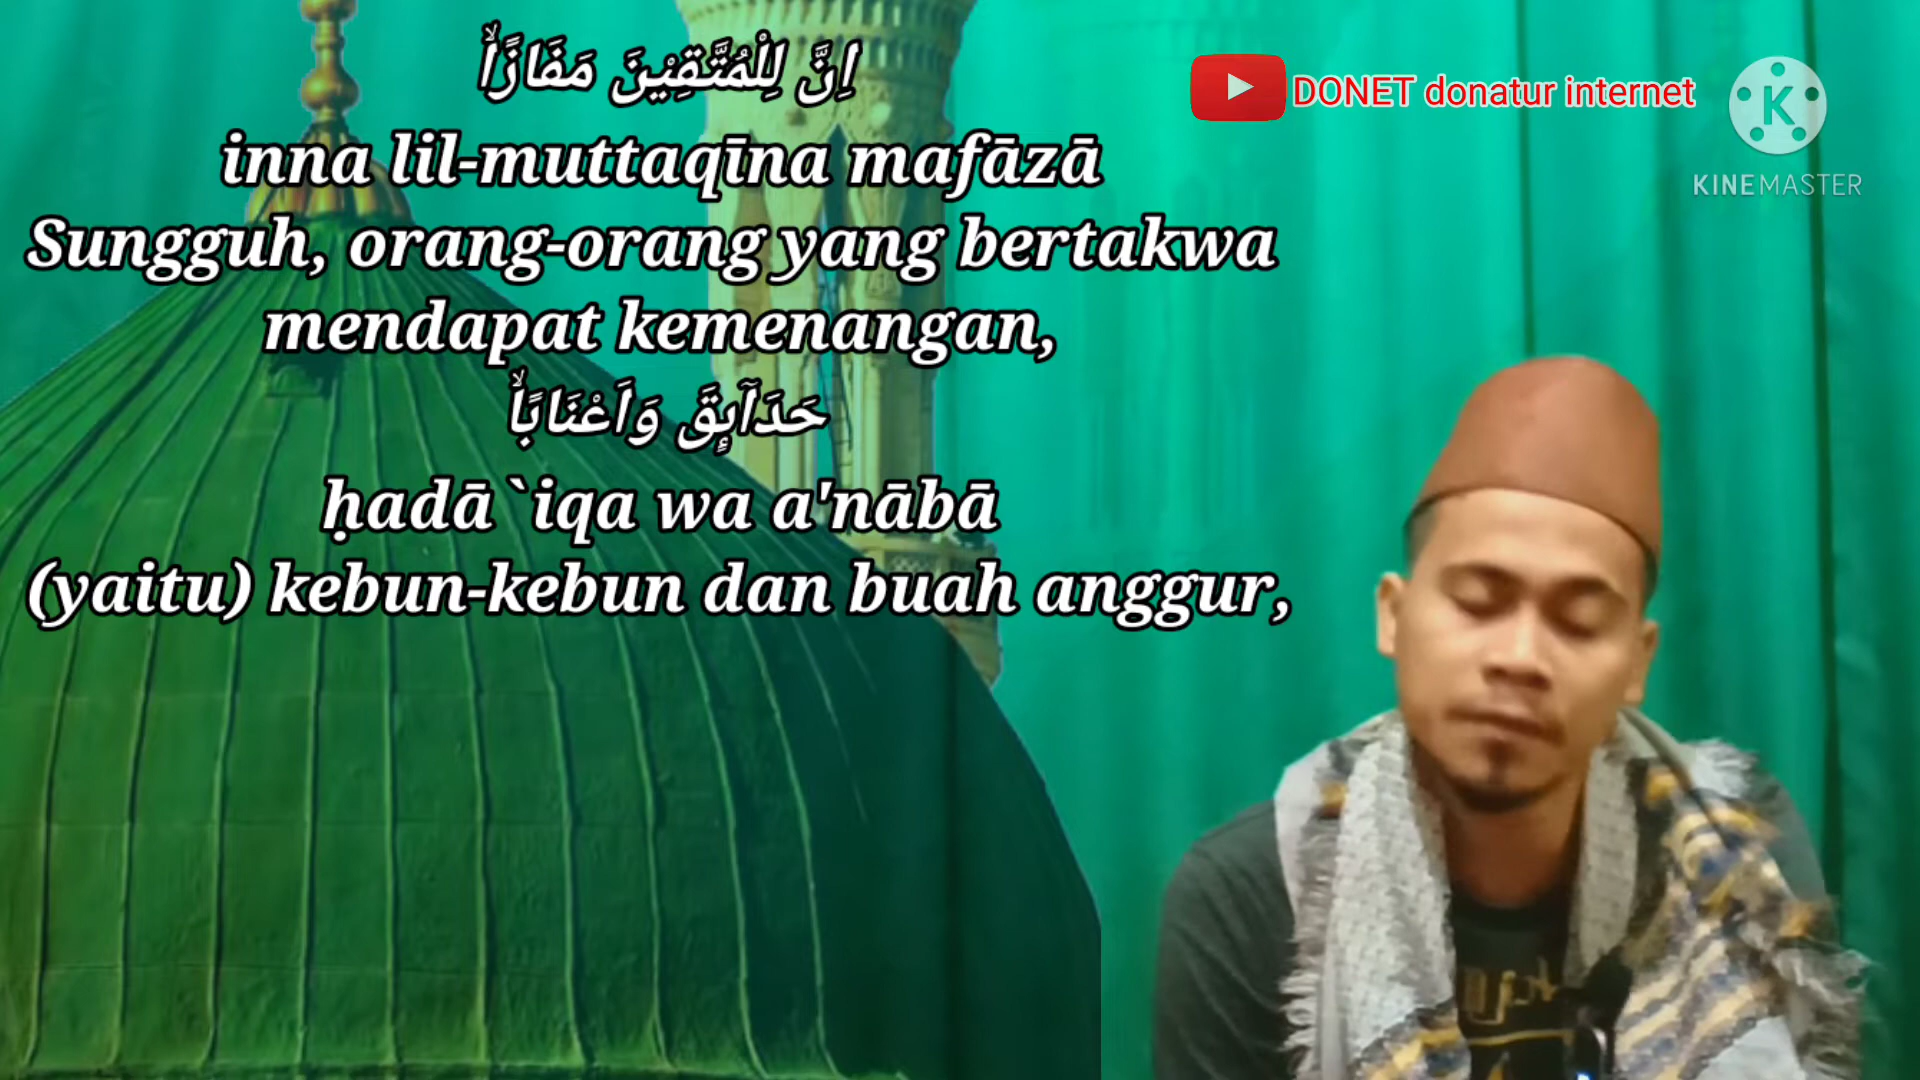 اِنَّ لِلْمُتَّقِيْنَ مَفَازًاۙ
inna lil-muttaqīna mafāzā
Sungguh, orang-orang yang bertakwa
mendapat kemenangan,
حَدَاۤىِٕقَ وَاَعْنَابًاۙ
ḥadā`iqa wa a'nābā
(yaitu) kebun-kebun dan buah anggur,
DONET donatur internet
K
KINEMASTER